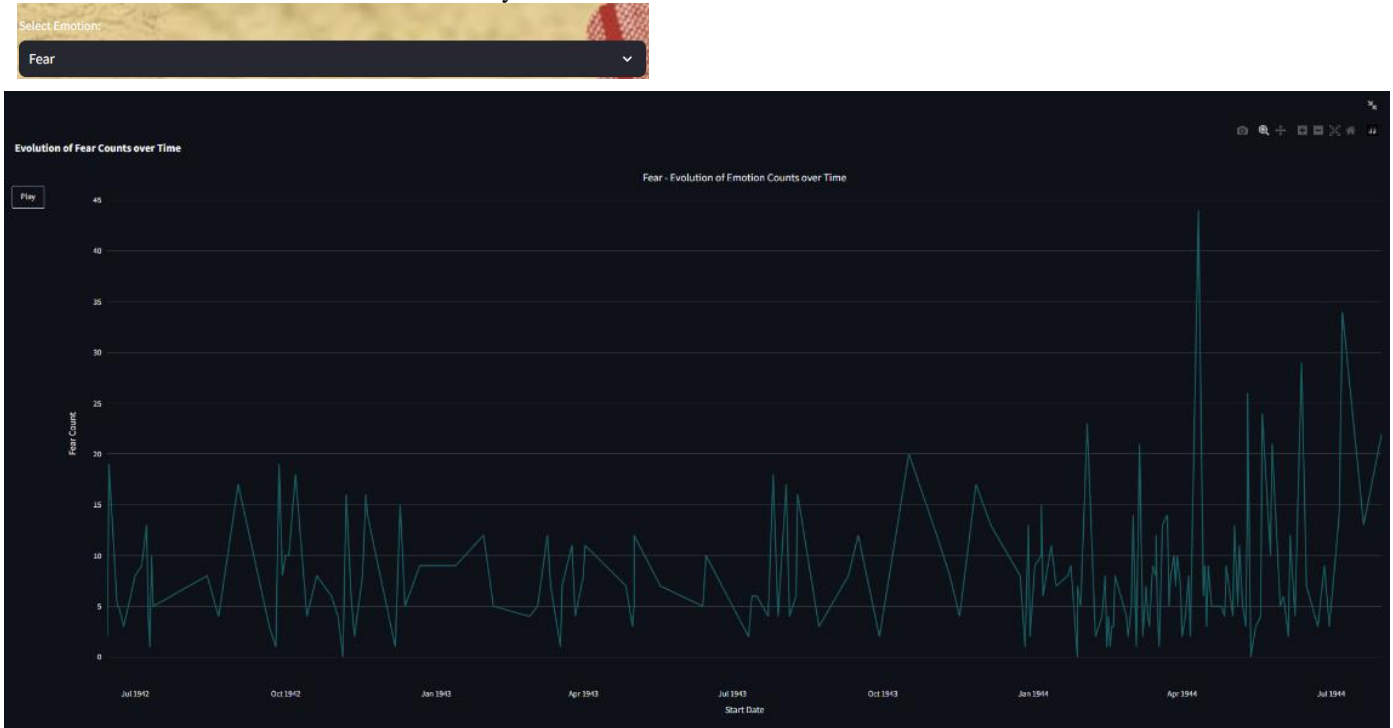 Select Emotion:
Fear
Evolution of Fear Counts over Time
Fear - Evolution of Emotion Counts over Time
Play
45
40
35
30
25
20
15
10
5
0
Fear Count
Jul 1942
Oct 1942
Jan 1943
Apr 1943
Jul 1943
Oct 1943
Jan 1944
Apr 1944
Jul 1944
Start Date